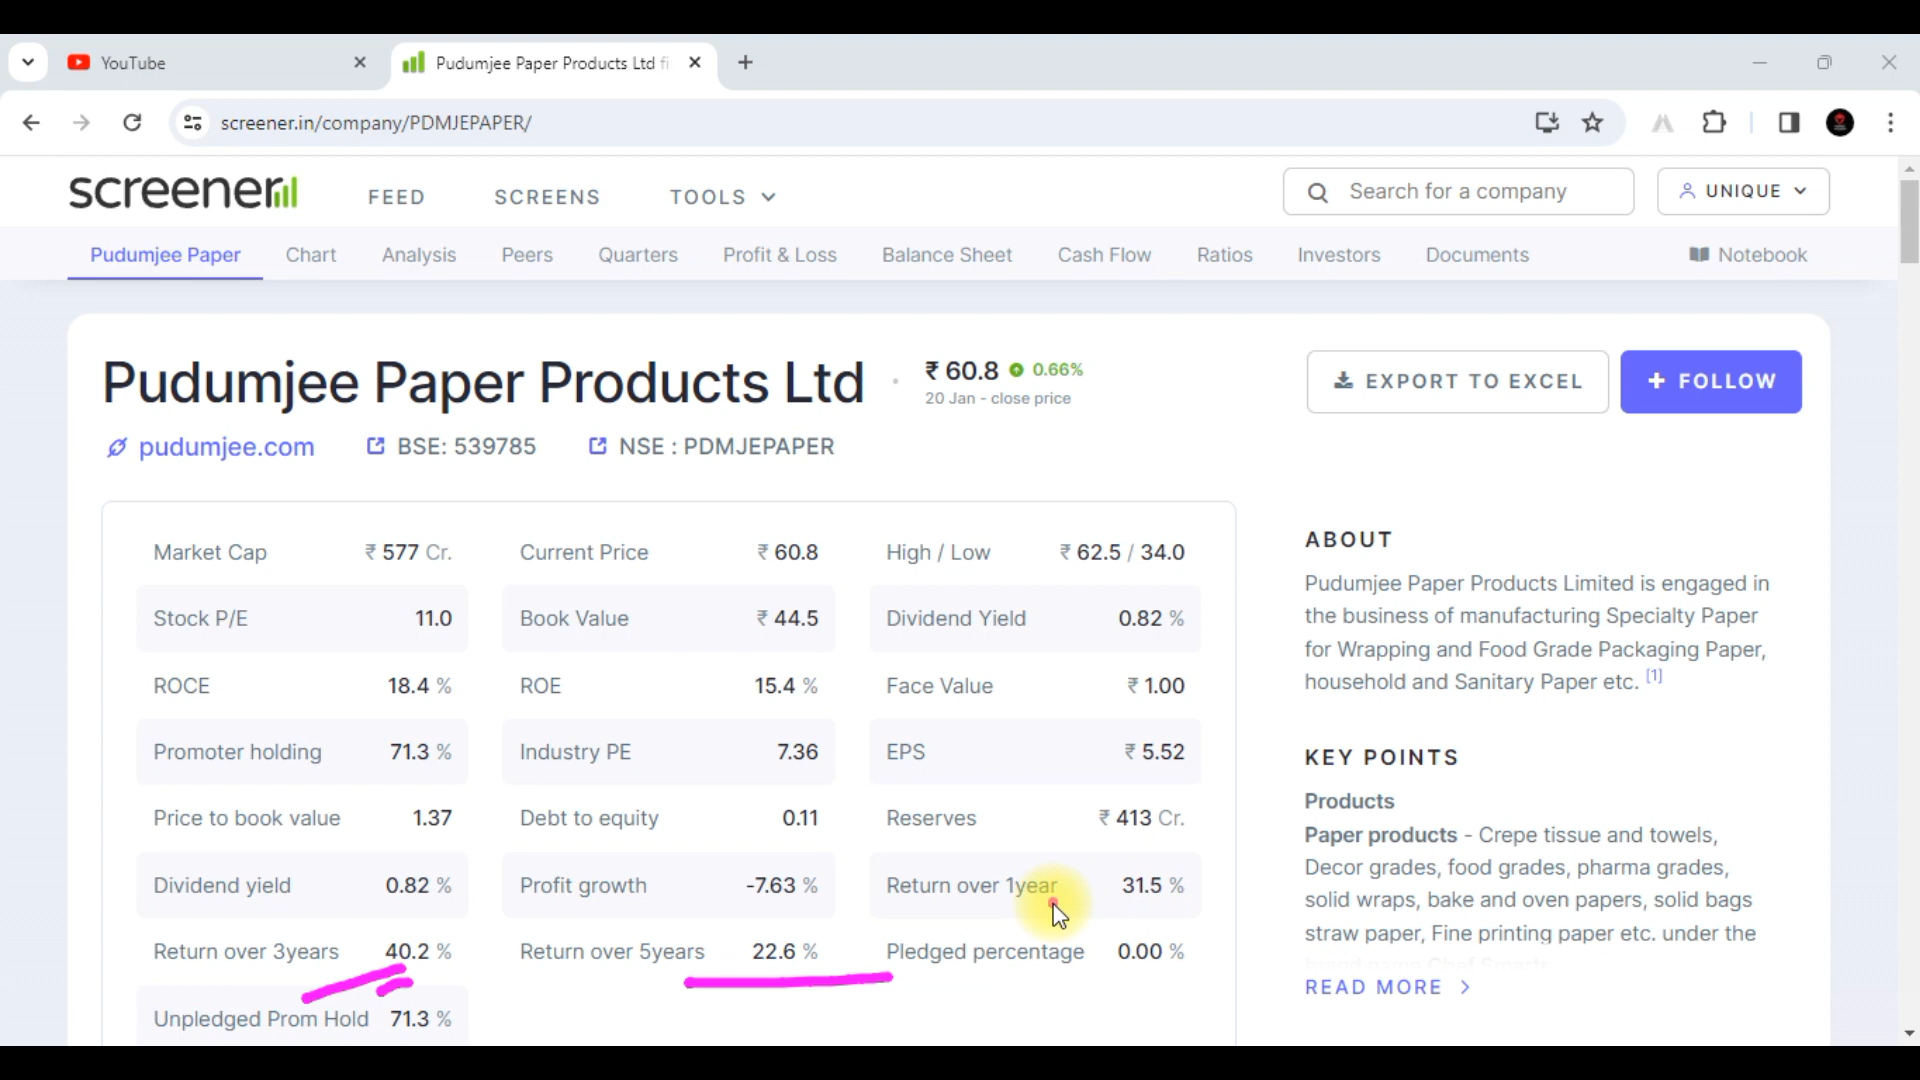 YouTube
Pudumjee Paper Products Ltd fi
screener.in/company/PDMJEPAPER/
screener
FEED
SCREENS
TOOLS
Search for a company
UNIQUE
Pudumjee Paper
Chart
Analysis
Peers
Quarters
Profit & Loss
Balance Sheet
Cash Flow
Ratios
Investors
Documents
Notebook
Pudumjee Paper Products Ltd
₹ 60.8 0.66%
20 Jan - close price
EXPORT TO EXCEL
+ FOLLOW
pudumjee.com
BSE: 539785
NSE : PDMJEPAPER
Market Cap ₹ 577 Cr.
Current Price ₹ 60.8
High / Low ₹ 62.5 / 34.0
Stock P/E 11.0
Book Value ₹ 44.5
Dividend Yield 0.82 %
ROCE 18.4 %
ROE 15.4 %
Face Value ₹ 1.00
Promoter holding 71.3 %
Industry PE 7.36
EPS ₹ 5.52
Price to book value 1.37
Debt to equity 0.11
Reserves ₹ 413 Cr.
Dividend yield 0.82 %
Profit growth -7.63 %
Return over 1year 31.5 %
Return over 3years 40.2 %
Return over 5years 22.6 %
Pledged percentage 0.00 %
Unpledged Prom Hold 71.3 %
ABOUT
Pudumjee Paper Products Limited is engaged in
the business of manufacturing Specialty Paper
for Wrapping and Food Grade Packaging Paper,
household and Sanitary Paper etc. [1]
KEY POINTS
Products
Paper products - Crepe tissue and towels,
Decor grades, food grades, pharma grades,
solid wraps, bake and oven papers, solid bags
straw paper, Fine printing paper etc. under the
READ MORE